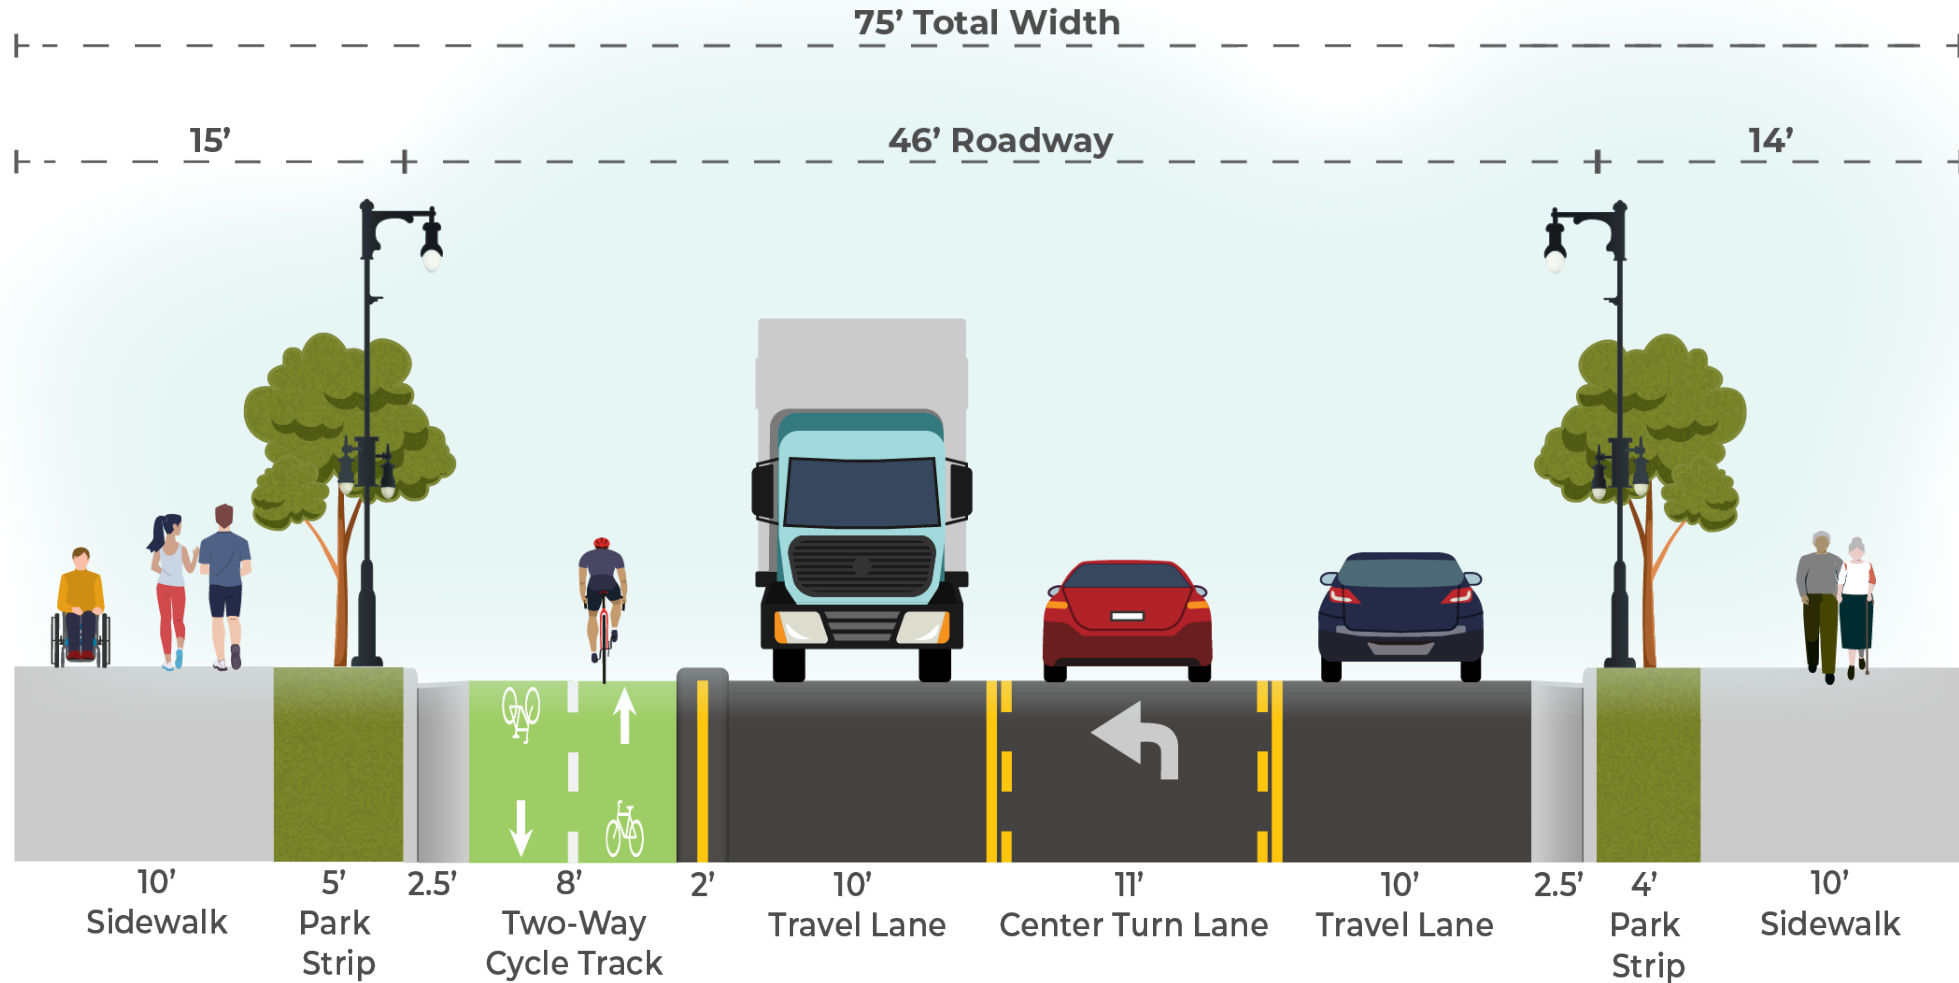 75’ Total Width
15’
46’ Roadway
14’
10’
Sidewalk
5’
Park
Strip
2.5’
8’
Two-Way
Cycle Track
2’
10’
Travel Lane
11’
Center Turn Lane
10’
Travel Lane
2.5’
4’
Park
Strip
10’
Sidewalk